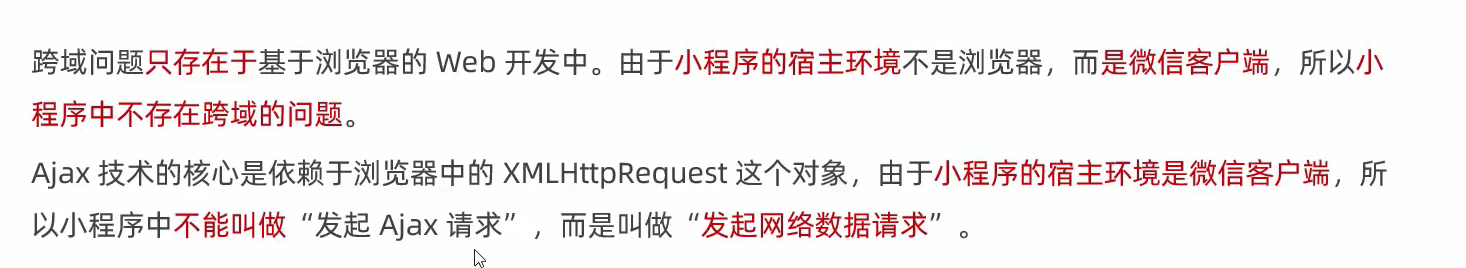 跨域问题只存在于基于浏览器的 Web 开发中。由于小程序的宿主环境不是浏览器，而是微信客户端，所以小
程序中不存在跨域的问题。
Ajax 技术的核心是依赖于浏览器中的 XMLHttpRequest 这个对象，由于小程序的宿主环境是微信客户端，所
以小程序中不能叫做“发起 Ajax 请求”，而是叫做“发起网络数据请求”。